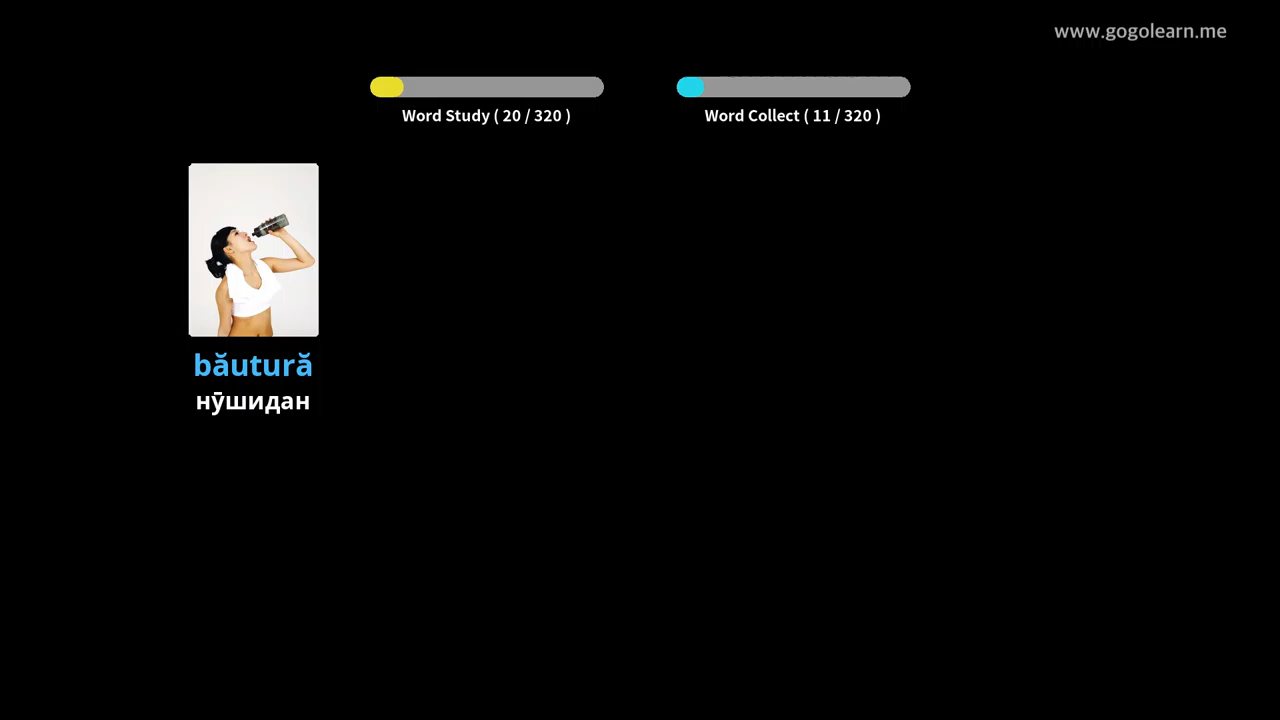 www.gogolearn.me
Word Study ( 20 / 320 )
Word Collect ( 11 / 320 )
băutură
нӯшидан